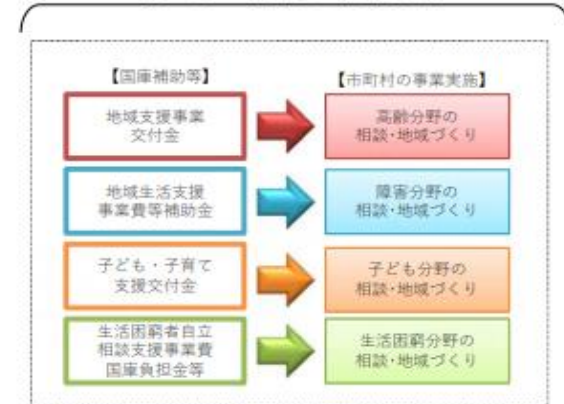 【国庫補助等】
【市町村の事業実施】
地域支援事業
交付金
高齢分野の
相談・地域づくり
地域生活支援
事業費等補助金
障害分野の
相談・地域づくり
子ども・子育て
支援交付金
子ども分野の
相談・地域づくり
生活困窮者自立
相談支援事業費
国庫負担金等
生活困窮分野の
相談・地域づくり